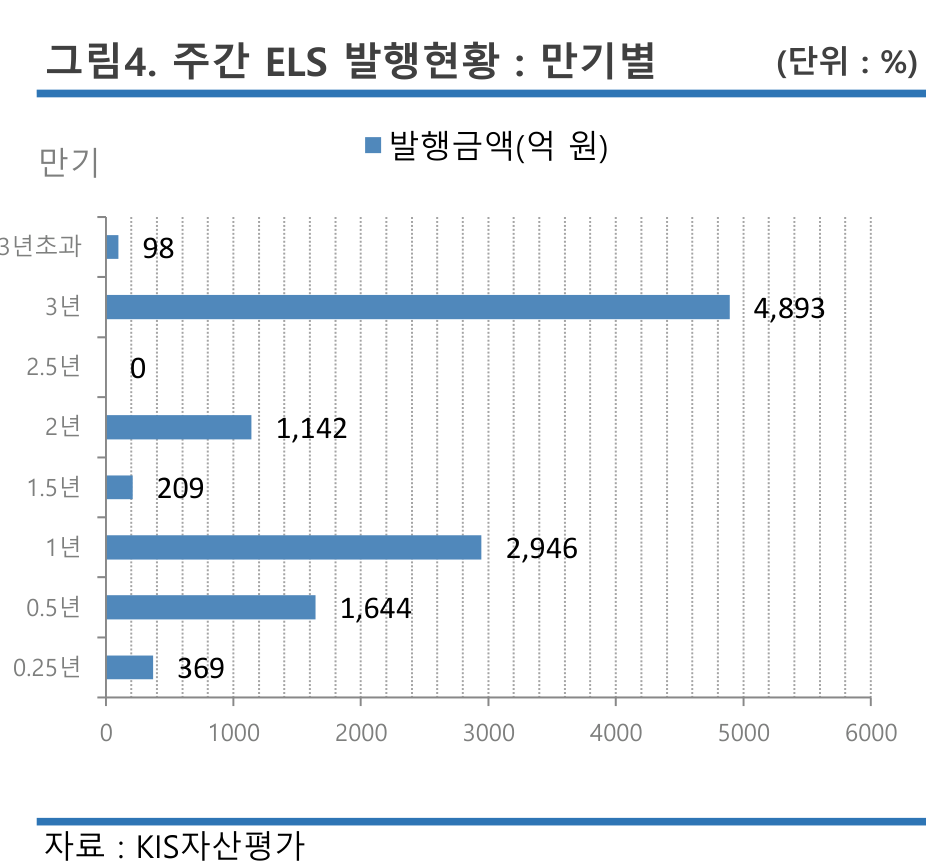 그림4. 주간 ELS 발행현황 : 만기별 (단위 : %)
발행금액(억 원)
만기
3년초과 98
3년 4,893
2.5년 0
2년 1,142
1.5년 209
1년 2,946
0.5년 1,644
0.25년 369
0 1000 2000 3000 4000 5000 6000
자료 : KIS자산평가